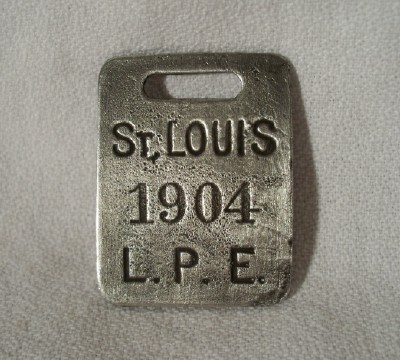 ST, LOUIS
1904
L. P. E.